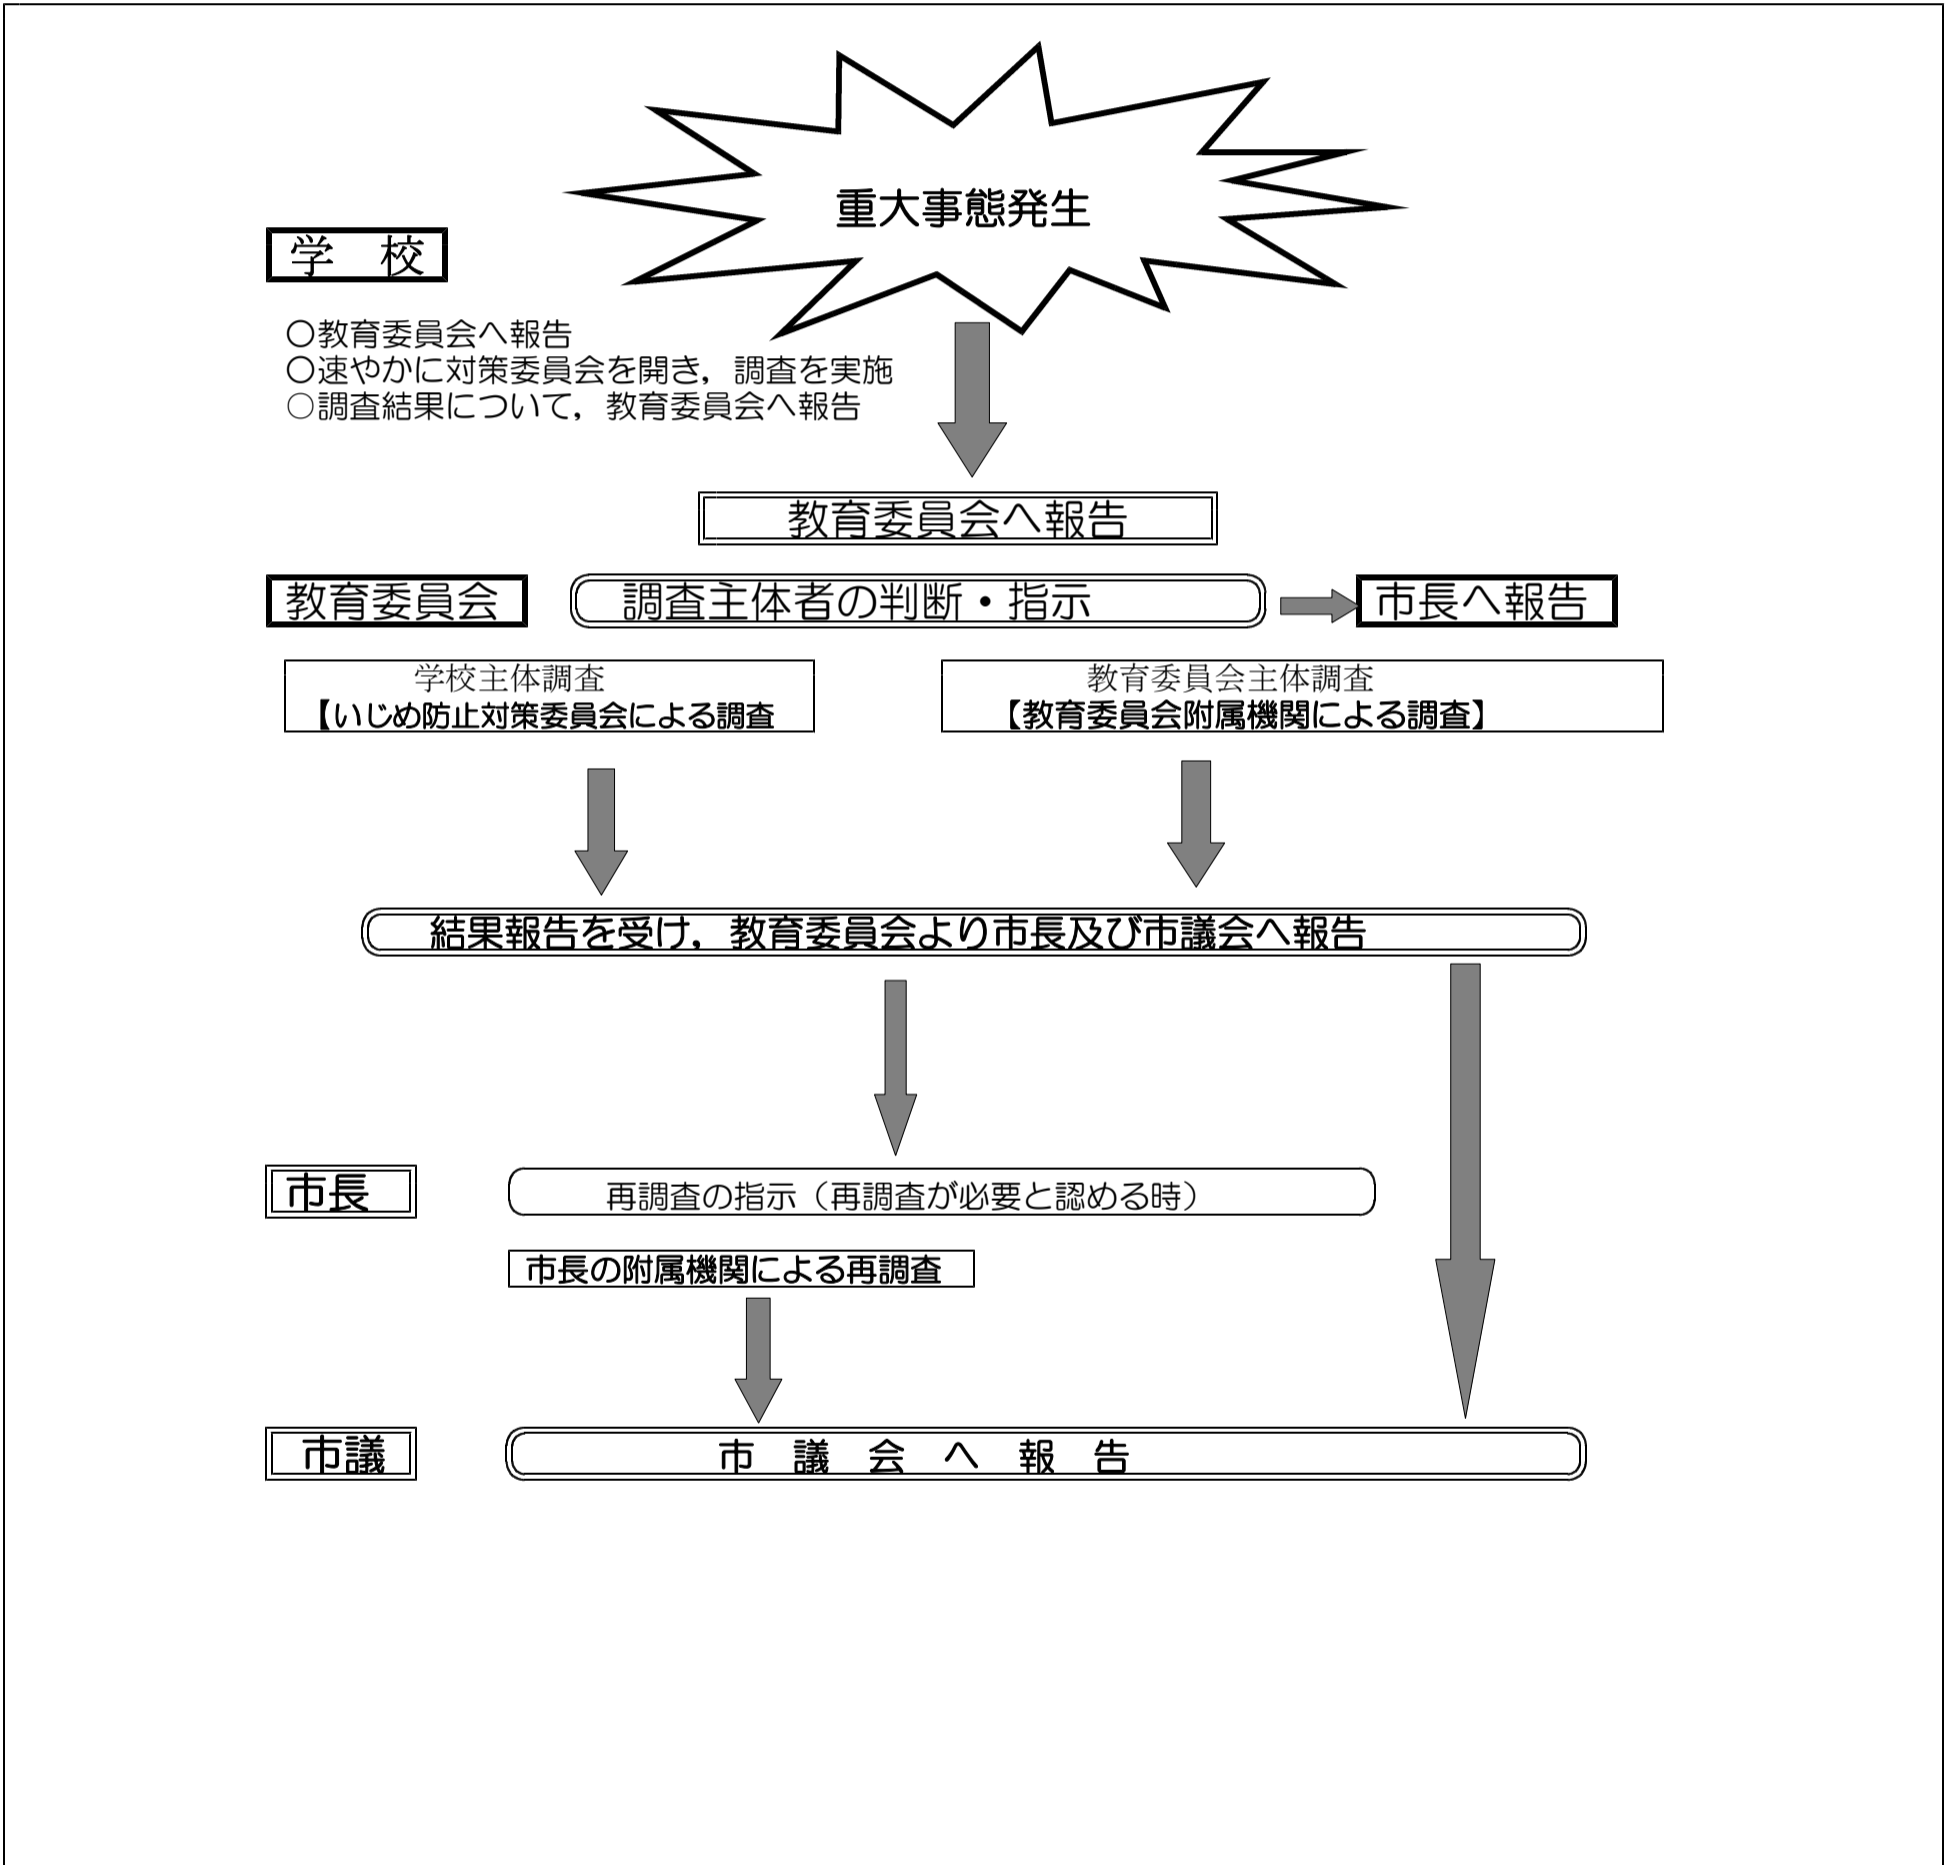 重大事態発生
学　校
○教育委員会へ報告
○速やかに対策委員会を開き，調査を実施
○調査結果について，教育委員会へ報告
教育委員会へ報告
教育委員会
調査主体者の判断・指示
市長へ報告
学校主体調査
【いじめ防止対策委員会による調査
教育委員会主体調査
【教育委員会附属機関による調査】
結果報告を受け，教育委員会より市長及び市議会へ報告
市長
再調査の指示（再調査が必要と認める時）
市長の附属機関による再調査
市議
市　議　会　へ　報　告